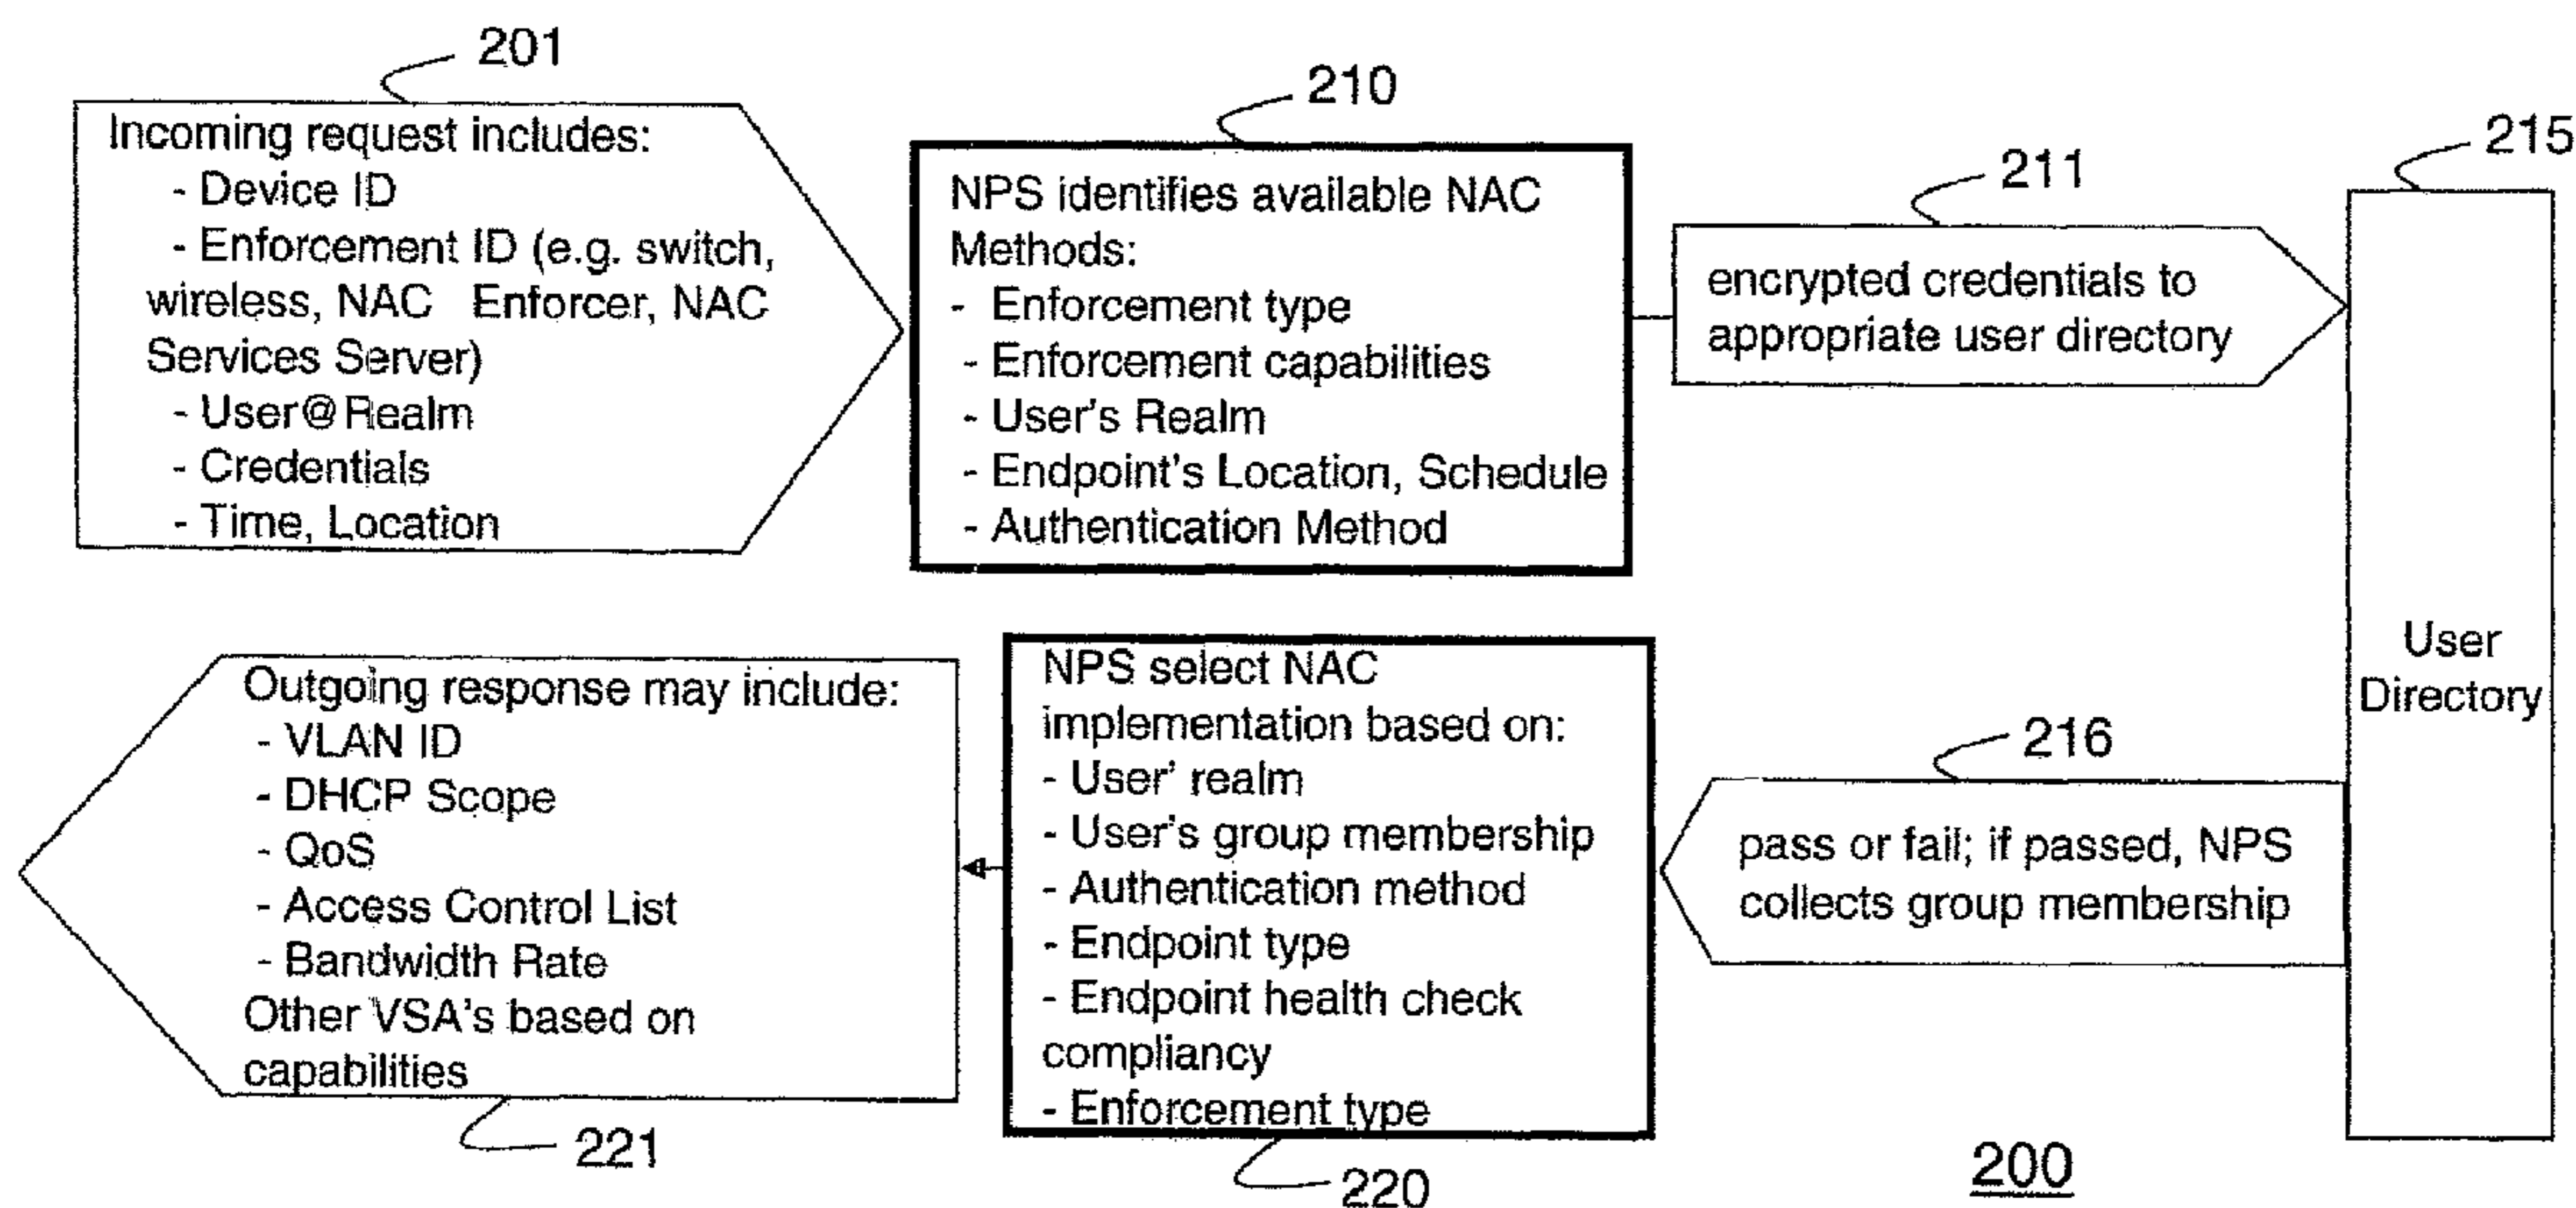 201
Incoming request includes:
- Device ID
- Enforcement ID (e.g. switch,
wireless, NAC Enforcer, NAC
Services Server)
- User@Realm
- Credentials
- Time, Location
210
NPS identifies available NAC
Methods:
- Enforcement type
- Enforcement capabilities
- User's Realm
- Endpoint's Location, Schedule
- Authentication Method
211
encrypted credentials to
appropriate user directory
215
User
Directory
216
pass or fail; if passed, NPS
collects group membership
NPS select NAC
implementation based on:
- User' realm
- User's group membership
- Authentication method
- Endpoint type
- Endpoint health check
compliancy
- Enforcement type
220
Outgoing response may include:
- VLAN ID
- DHCP Scope
- QoS
- Access Control List
- Bandwidth Rate
Other VSA's based on
capabilities
221
200